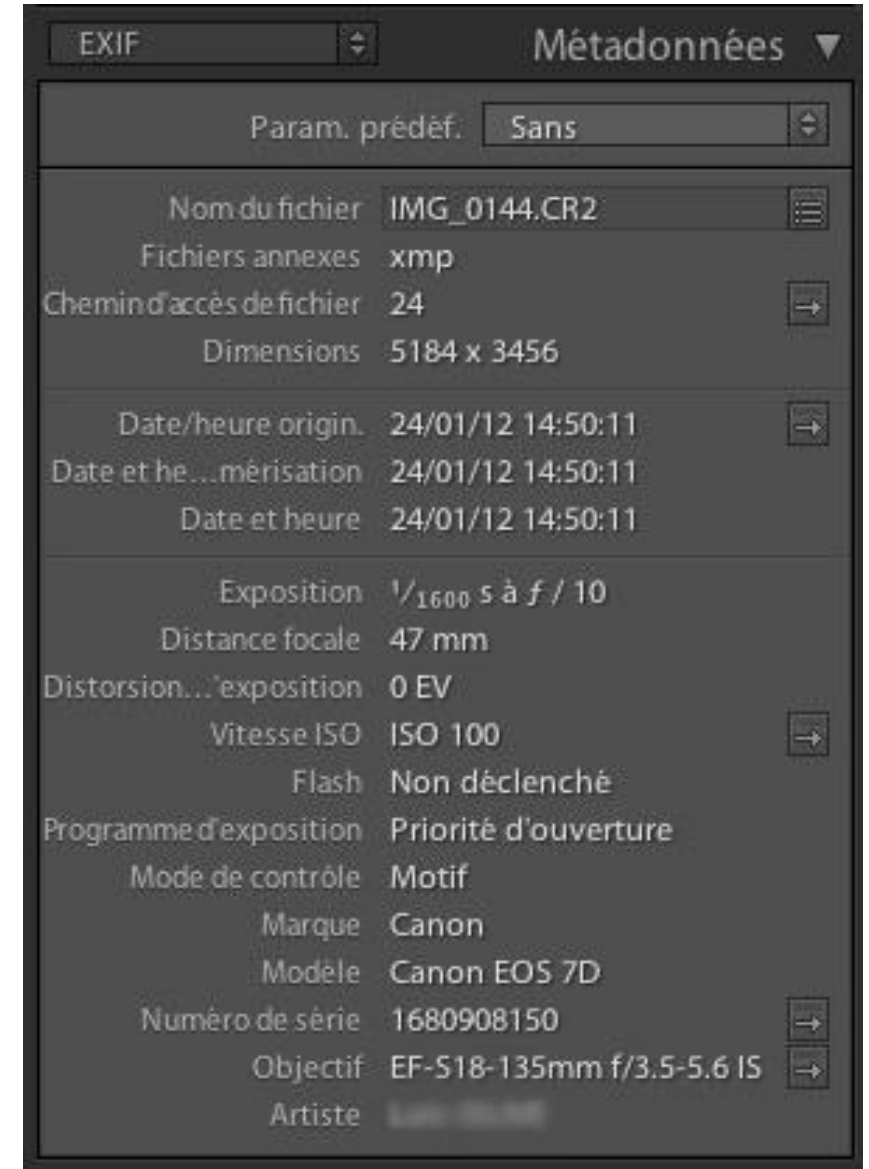 EXIF Métadonnées
Param. prédéf. Sans
Nom du fichier IMG_0144.CR2
Fichiers annexes xmp
Chemin d'accès de fichier 24
Dimensions 5184 x 3456
Date/heure origin. 24/01/12 14:50:11
Date et he...mérisation 24/01/12 14:50:11
Date et heure 24/01/12 14:50:11
Exposition 1/1600 s à ƒ / 10
Distance focale 47 mm
Distorsion...'exposition 0 EV
Vitesse ISO ISO 100
Flash Non déclenché
Programme d'exposition Priorité d'ouverture
Mode de contrôle Motif
Marque Canon
Modèle Canon EOS 7D
Numéro de série 1680908150
Objectif EF-S18-135mm f/3.5-5.6 IS
Artiste